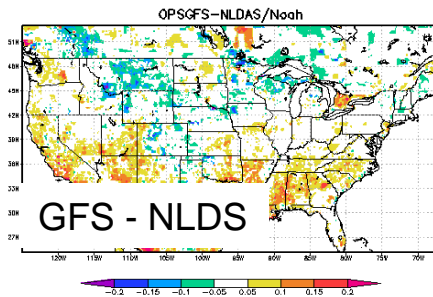 OPSGFS-NLDAS/Noah
51N
48N
45N
42N
39N
36N
33N
30N
27N
GFS - NLDS
120W
115W
110W
105W
100W
95W
90W
85W
80W
75W
70W
-0.2
-0.15
-0.1
-0.05
0.05
0.1
0.15
0.2